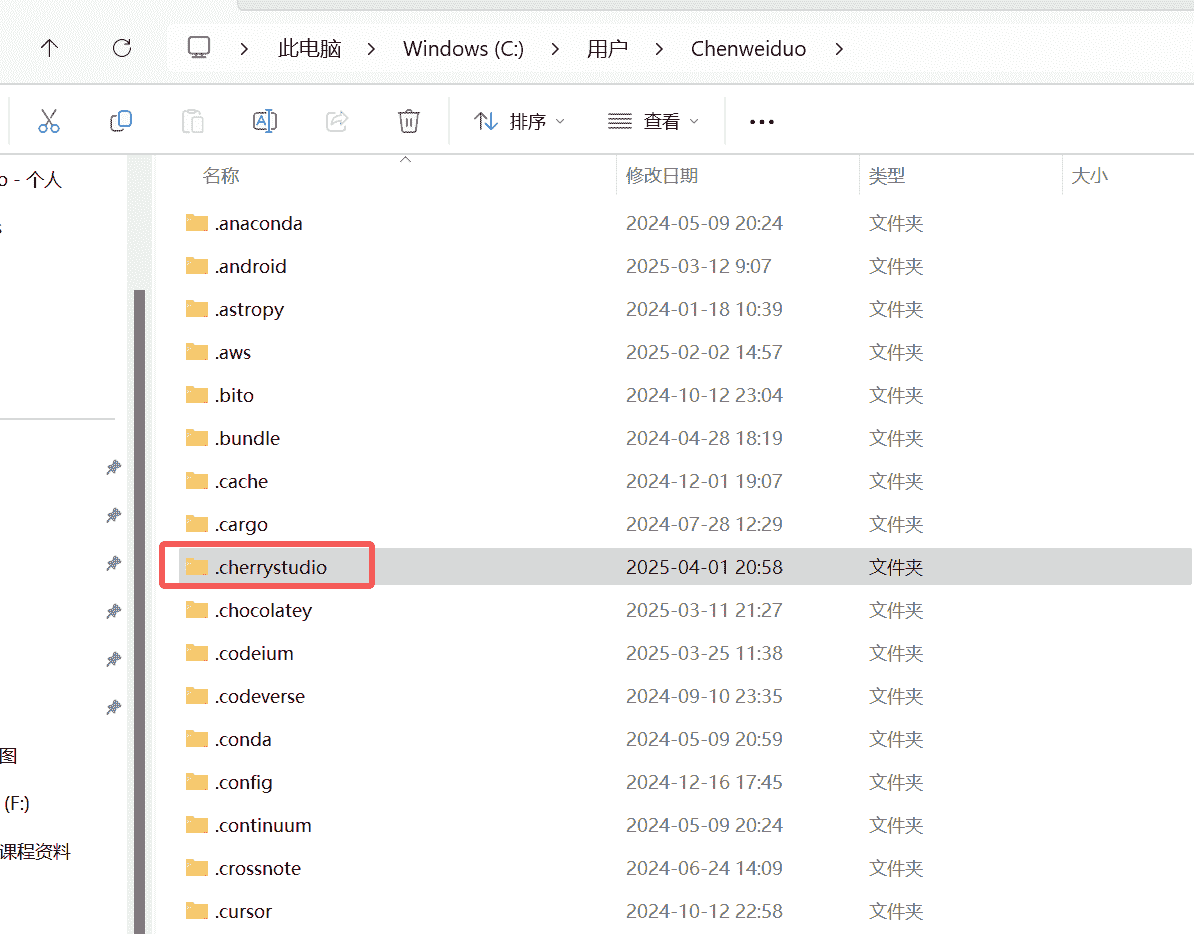 此电脑 Windows (C:) 用户 Chenweiduo
排序 查看
名称 修改日期 类型 大小
.anaconda 2024-05-09 20:24 文件夹
.android 2025-03-12 9:07 文件夹
.astropy 2024-01-18 10:39 文件夹
.aws 2025-02-02 14:57 文件夹
.bito 2024-10-12 23:04 文件夹
.bundle 2024-04-28 18:19 文件夹
.cache 2024-12-01 19:07 文件夹
.cargo 2024-07-28 12:29 文件夹
.cherrystudio 2025-04-01 20:58 文件夹
.chocolatey 2025-03-11 21:27 文件夹
.codeium 2025-03-25 11:38 文件夹
.codeverse 2024-09-10 23:35 文件夹
.conda 2024-05-09 20:59 文件夹
.config 2024-12-16 17:45 文件夹
.continuum 2024-05-09 20:24 文件夹
.crossnote 2024-06-24 14:09 文件夹
.cursor 2024-10-12 22:58 文件夹
o - 个人
图
(F:)
课程资料